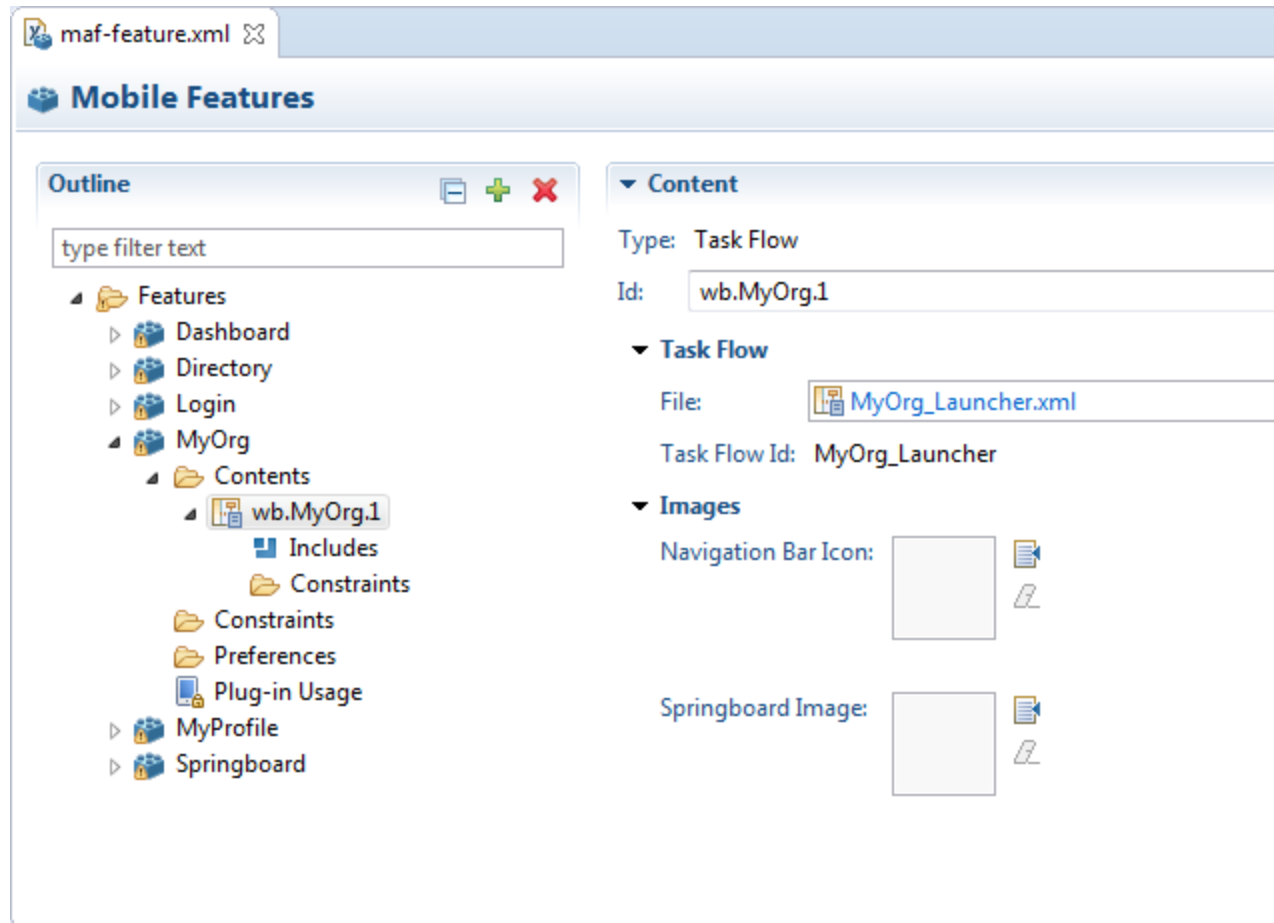 maf-feature.xml
Mobile Features
Outline
type filter text
Features
Dashboard
Directory
Login
MyOrg
Contents
wb.MyOrg.1
Includes
Constraints
Constraints
Preferences
Plug-in Usage
MyProfile
Springboard
Content
Type: Task Flow
Id: wb.MyOrg.1
Task Flow
File: MyOrg_Launcher.xml
Task Flow Id: MyOrg_Launcher
Images
Navigation Bar Icon:
Springboard Image: